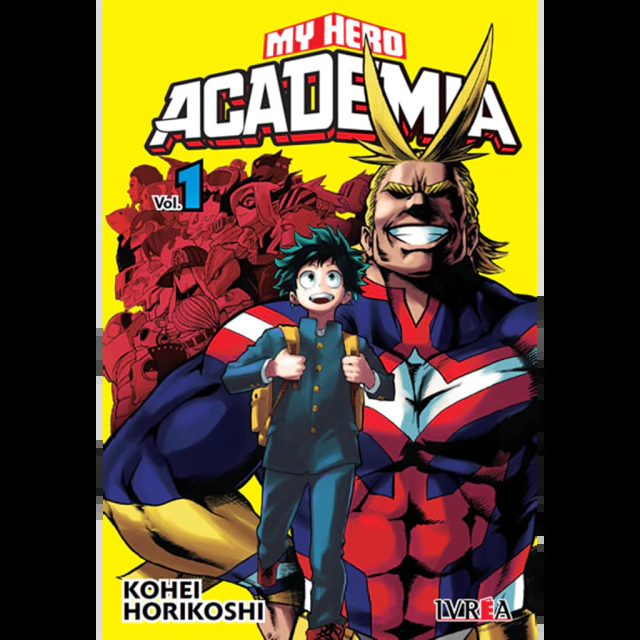 MY HERO
ACADEMIA
Vol. 1
KOHEI
HORIKOSHI
IVREA